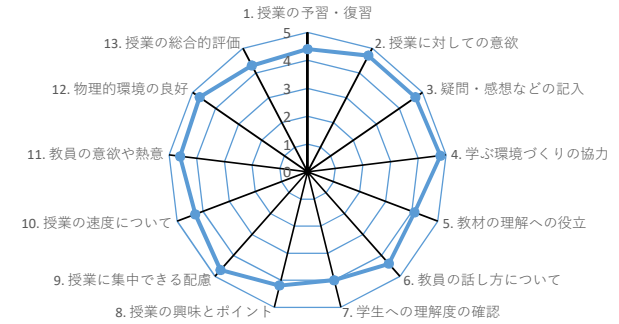 1. 授業の予習・復習
2. 授業に対しての意欲
3. 疑問・感想などの記入
4. 学ぶ環境づくりの協力
5. 教材の理解への役立
6. 教員の話し方について
7. 学生への理解度の確認
8. 授業の興味とポイント
9. 授業に集中できる配慮
10. 授業の速度について
11. 教員の意欲や熱意
12. 物理的環境の良好
13. 授業の総合的評価
5
4
3
2
1
0